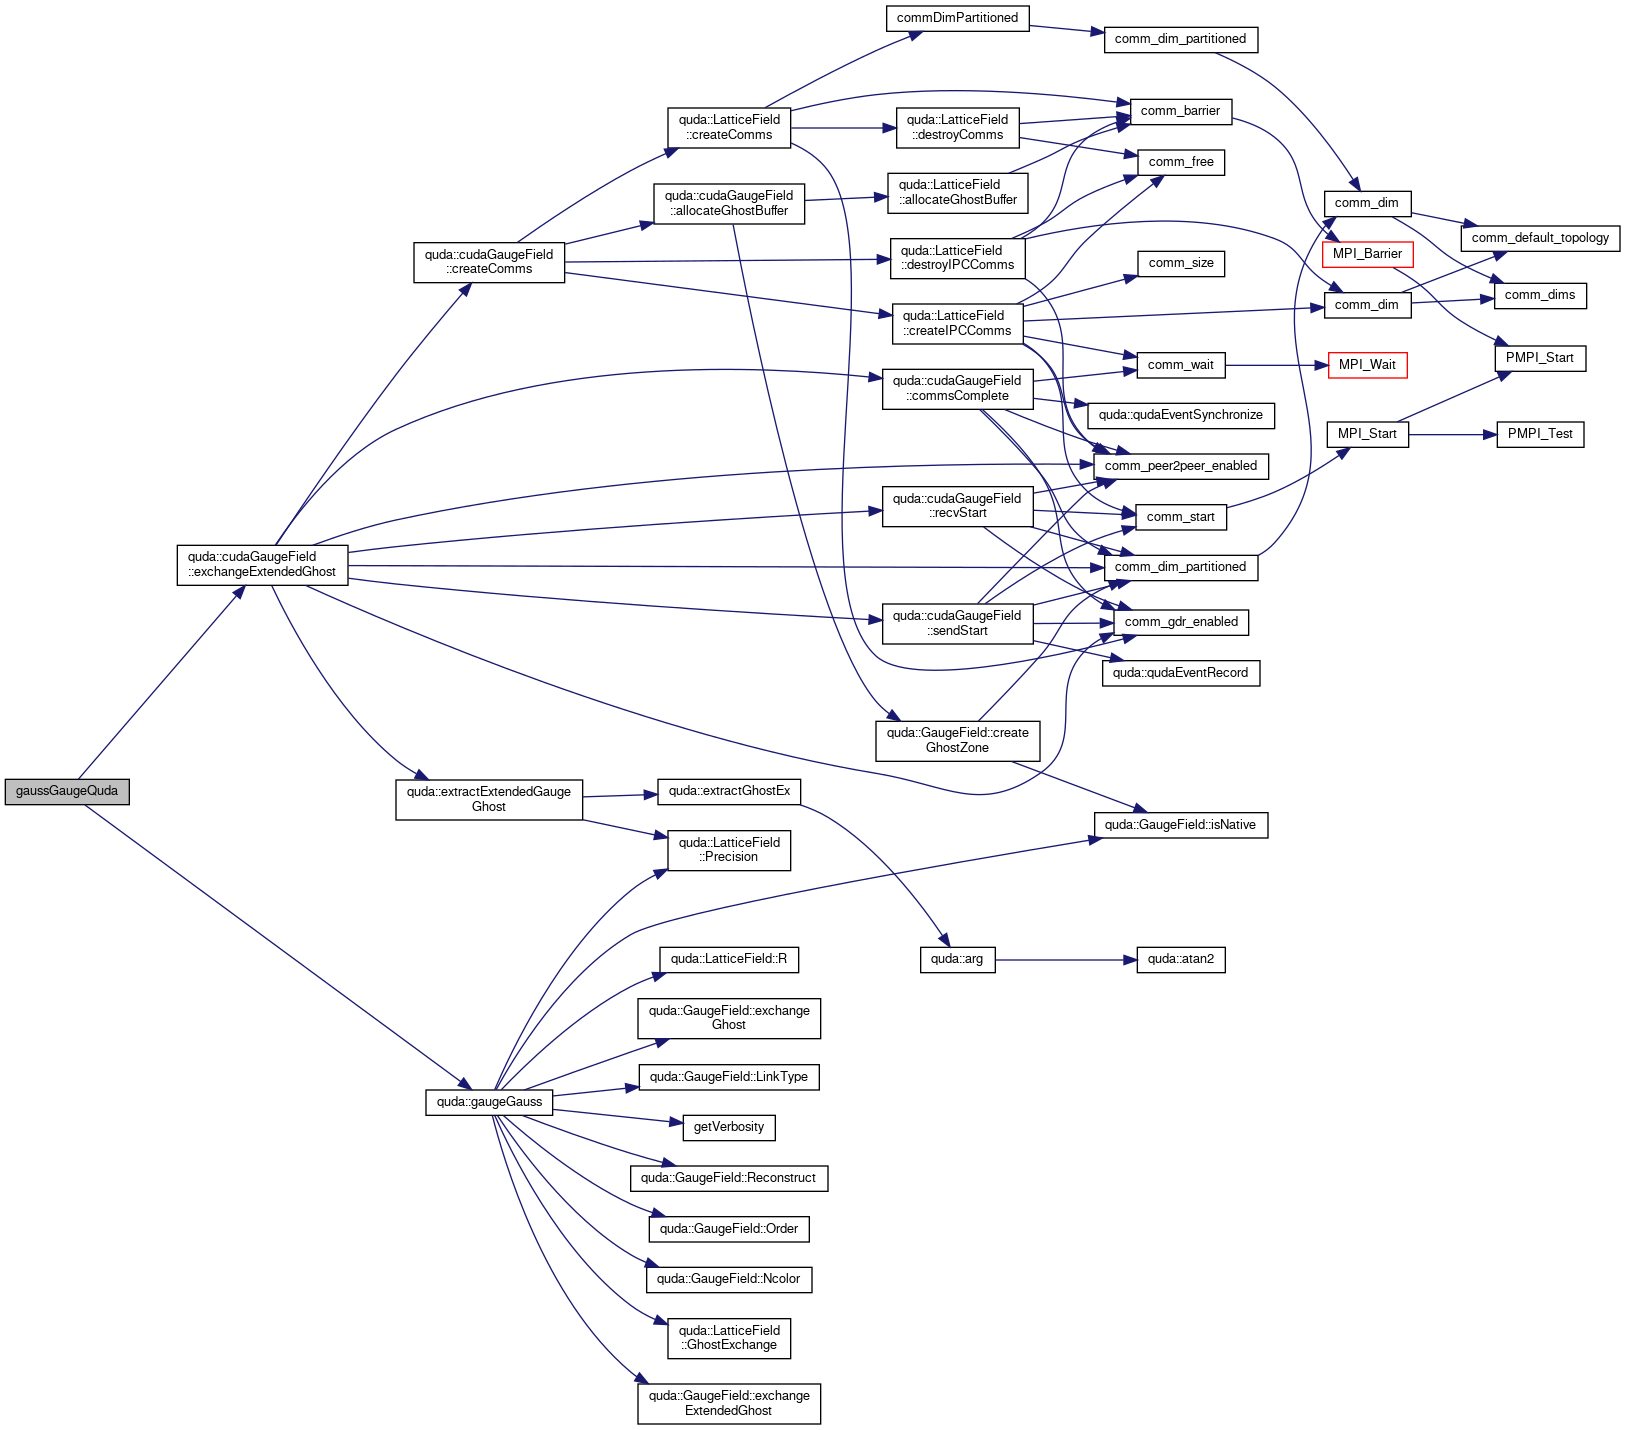 gaussGaugeQuda
quda::cudaGaugeField
::exchangeExtendedGhost
quda::cudaGaugeField
::createComms
quda::LatticeField
::createComms
commDimPartitioned
comm_dim_partitioned
comm_barrier
quda::LatticeField
::destroyComms
comm_free
quda::cudaGaugeField
::allocateGhostBuffer
quda::LatticeField
::allocateGhostBuffer
quda::LatticeField
::destroyIPCComms
comm_size
quda::LatticeField
::createIPCComms
comm_dim
MPI_Barrier
comm_dim
comm_default_topology
comm_dims
PMPI_Start
comm_wait
MPI_Wait
quda::cudaGaugeField
::commsComplete
quda::qudaEventSynchronize
MPI_Start
PMPI_Test
comm_peer2peer_enabled
quda::cudaGaugeField
::recvStart
comm_start
comm_dim_partitioned
quda::cudaGaugeField
::sendStart
comm_gdr_enabled
quda::qudaEventRecord
quda::GaugeField::create
GhostZone
quda::extractExtendedGauge
Ghost
quda::extractGhostEx
quda::LatticeField
::Precision
quda::GaugeField::isNative
quda::arg
quda::atan2
quda::gaugeGauss
quda::LatticeField::R
quda::GaugeField::exchange
Ghost
quda::GaugeField::LinkType
getVerbosity
quda::GaugeField::Reconstruct
quda::GaugeField::Order
quda::GaugeField::Ncolor
quda::LatticeField
::GhostExchange
quda::GaugeField::exchange
ExtendedGhost